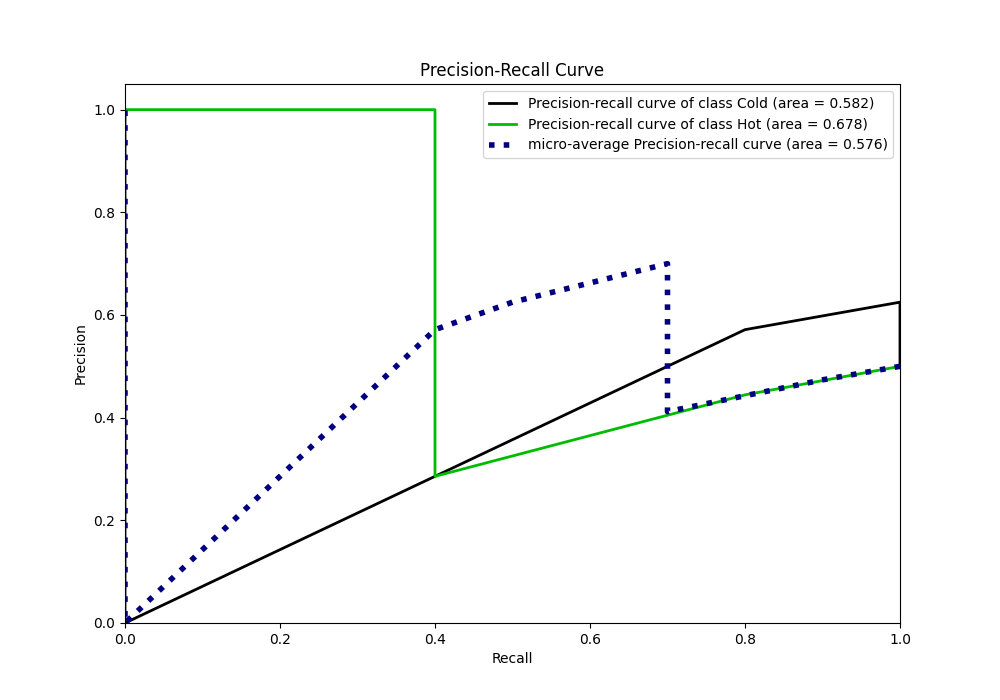 Precision-Recall Curve
Precision-recall curve of class Cold (area = 0.582)
Precision-recall curve of class Hot (area = 0.678)
micro-average Precision-recall curve (area = 0.576)
Precision
1.0
0.8
0.6
0.4
0.2
0.0
0.0 0.2 0.4 0.6 0.8 1.0
Recall